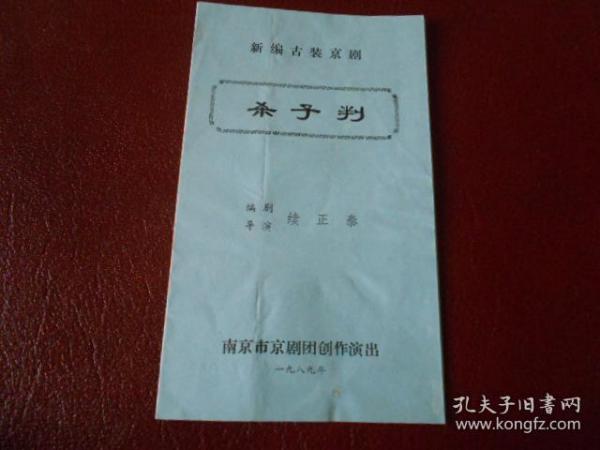 新编古装京剧
杀子判
编剧
导演
续正泰
南京市京剧团创作演出
一九八九年
孔夫子旧书网
www.kongfz.com